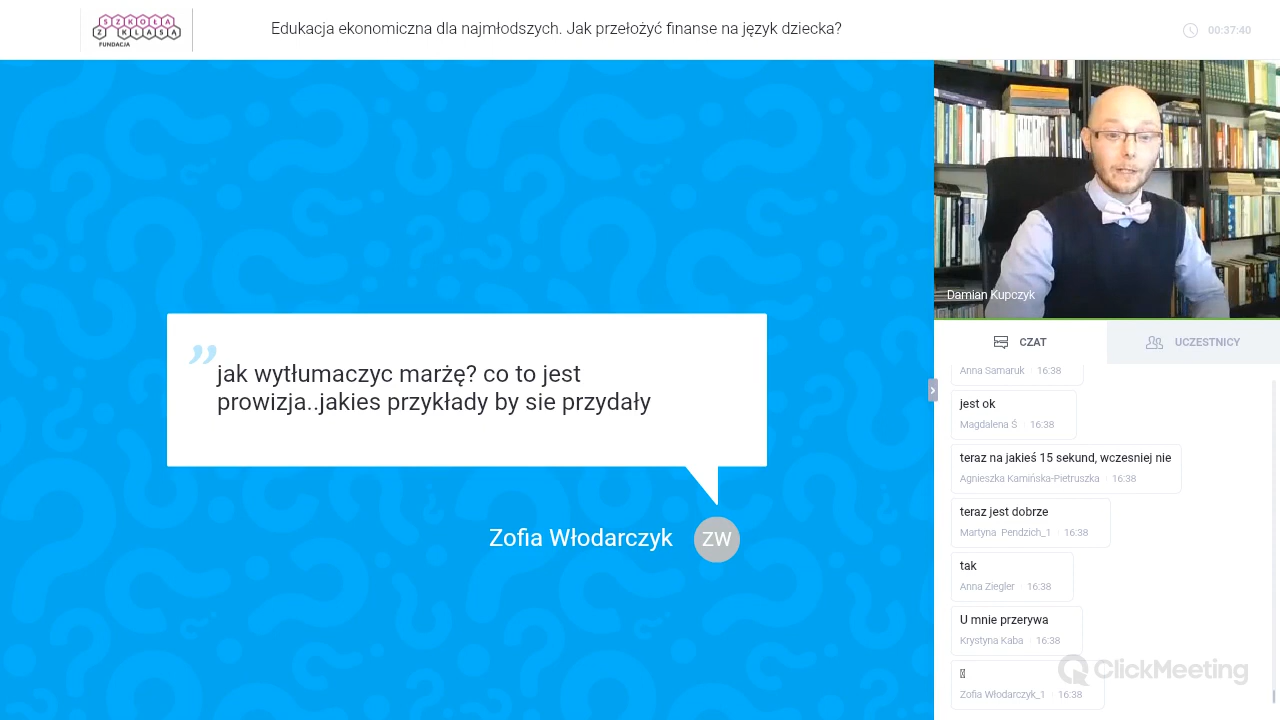 SZKOŁA
Z KLASĄ
FUNDACJA
Edukacja ekonomiczna dla najmłodszych. Jak przełożyć finanse na język dziecka?
00:37:40
jak wytłumaczyc marżę? co to jest
prowizja..jakies przykłady by sie przydały
Zofia Włodarczyk
ZW
Damian Kupczyk
CZAT
UCZESTNICY
Anna Samaruk 16:38
jest ok
Magdalena Ś 16:38
teraz na jakieś 15 sekund, wczesniej nie
Agnieszka Kamińska-Pietruszka 16:38
teraz jest dobrze
Martyna Pendzich_1 16:38
tak
Anna Ziegler 16:38
U mnie przerywa
Krystyna Kaba 16:38
Zofia Włodarczyk_1 16:38
ClickMeeting